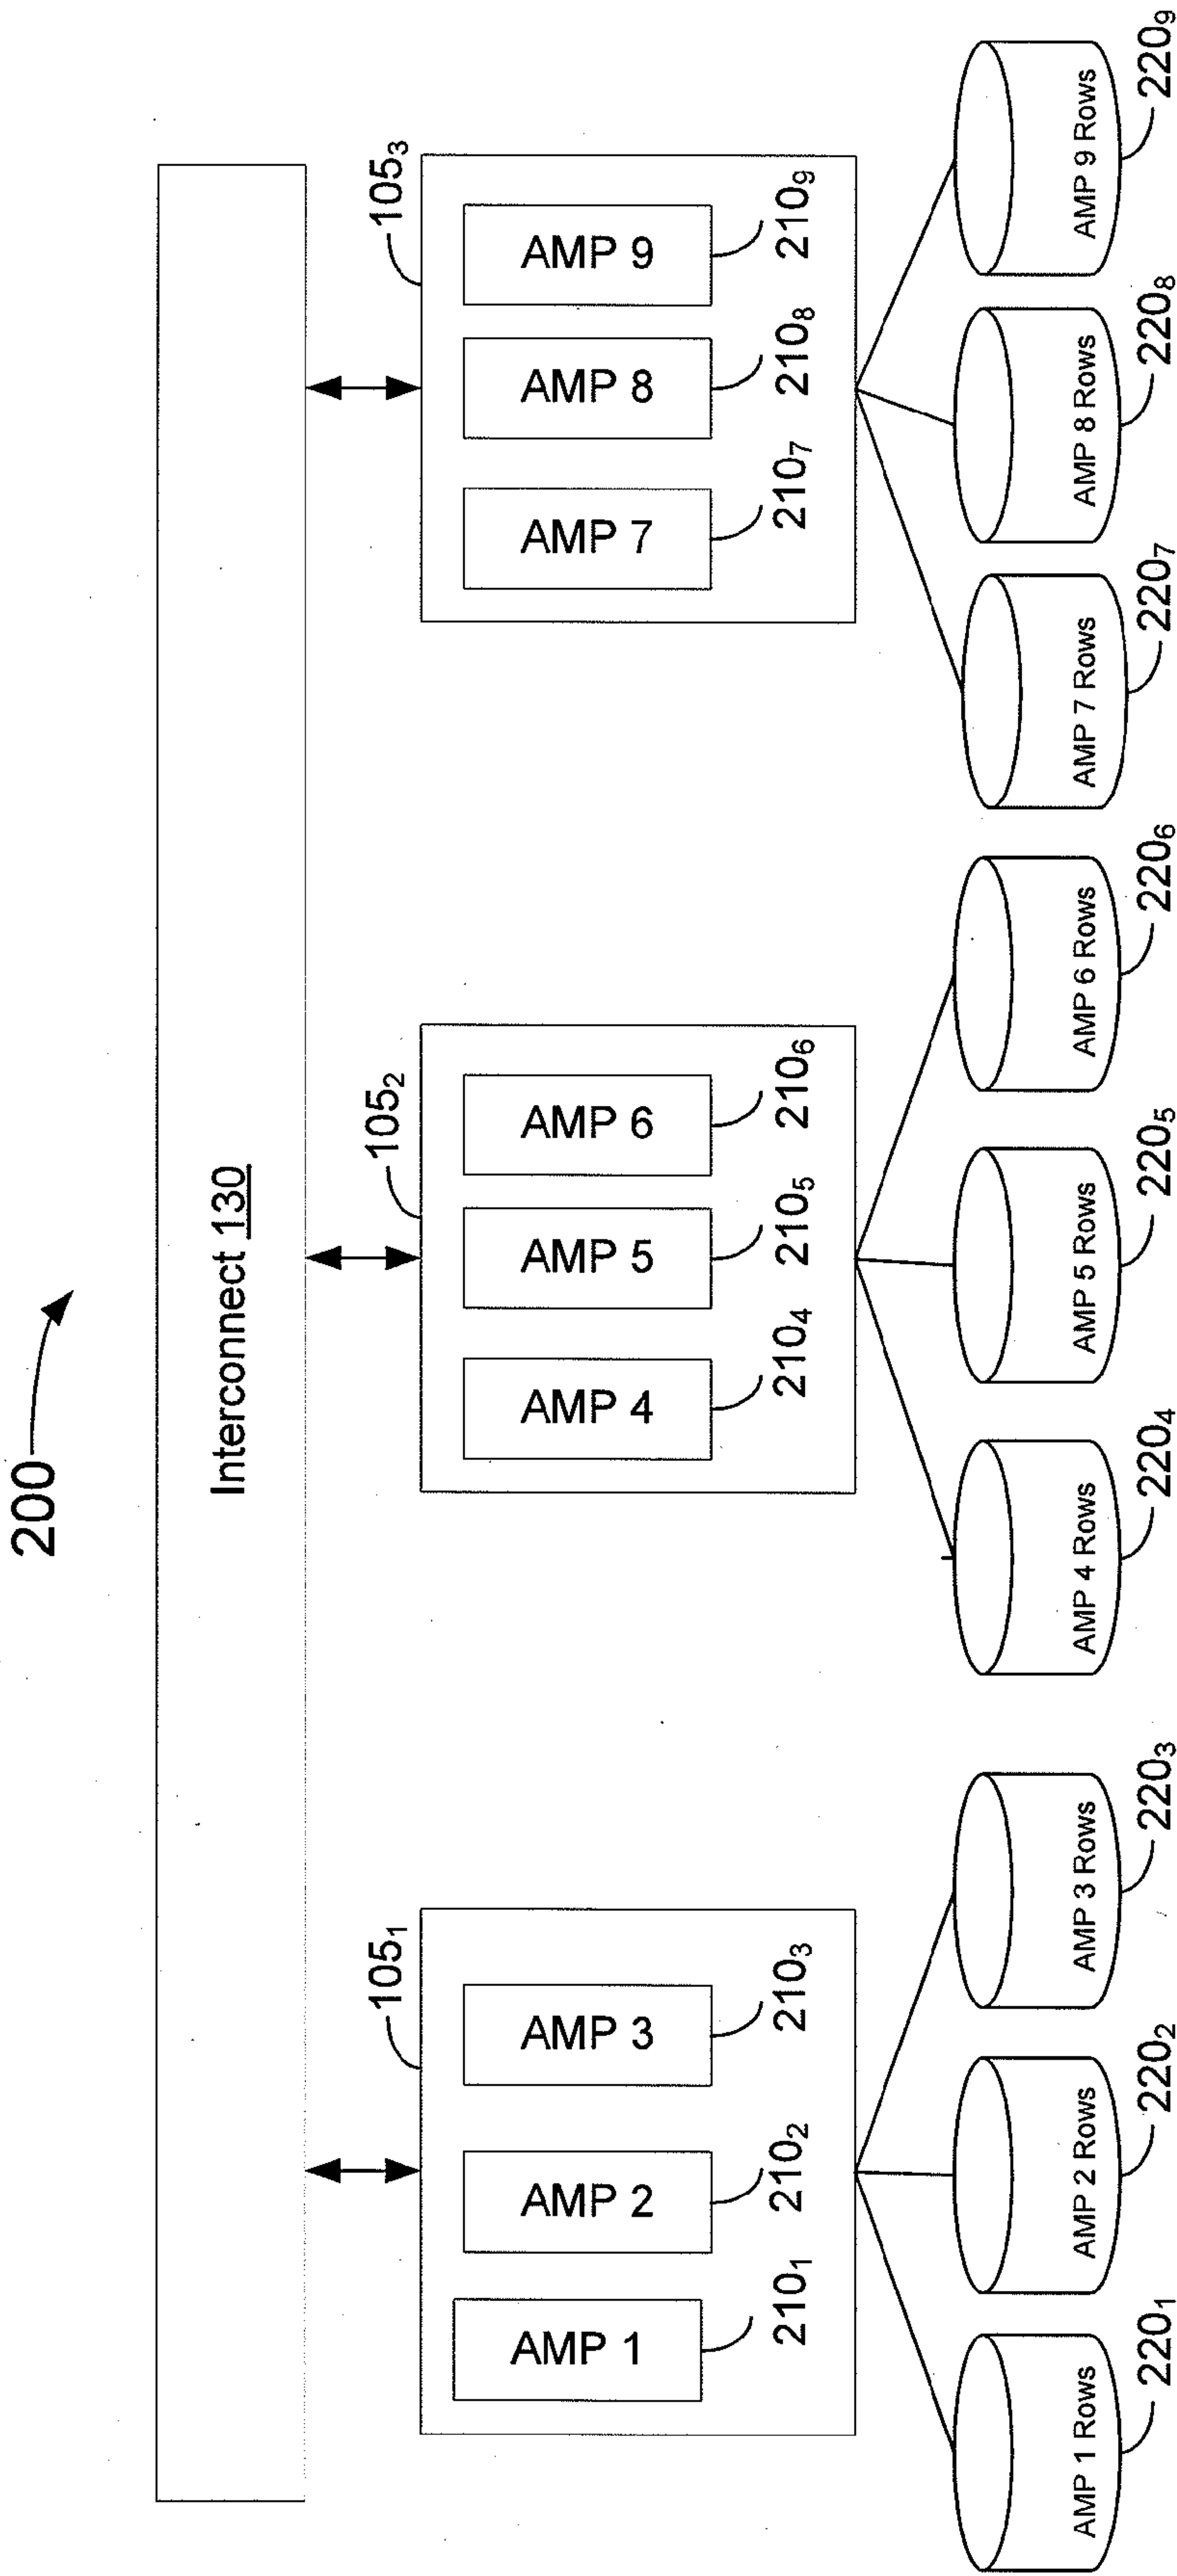 200
Interconnect 130
105₁
105₂
105₃
AMP 1
AMP 2
AMP 3
AMP 4
AMP 5
AMP 6
AMP 7
AMP 8
AMP 9
210₁
210₂
210₃
210₄
210₅
210₆
210₇
210₈
210₉
AMP 1 Rows
AMP 2 Rows
AMP 3 Rows
AMP 4 Rows
AMP 5 Rows
AMP 6 Rows
AMP 7 Rows
AMP 8 Rows
AMP 9 Rows
220₁
220₂
220₃
220₄
220₅
220₆
220₇
220₈
220₉